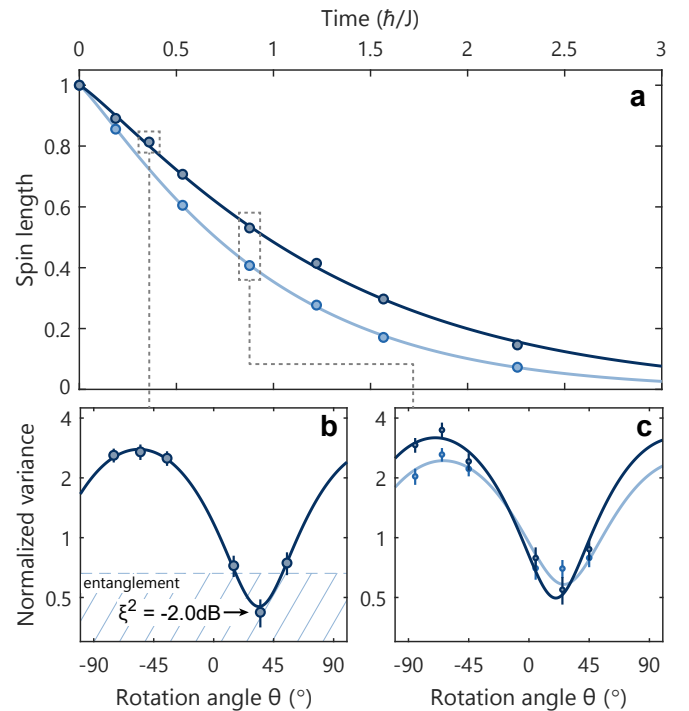 Time (ħ/J)
0 0.5 1 1.5 2 2.5 3
a
1
0.8
0.6
0.4
0.2
0
Spin length
b
4
2
1
0.5
Normalized variance
entanglement
ξ² = -2.0dB
-90 -45 0 45 90
Rotation angle θ (°)
c
4
2
1
0.5
-90 -45 0 45 90
Rotation angle θ (°)